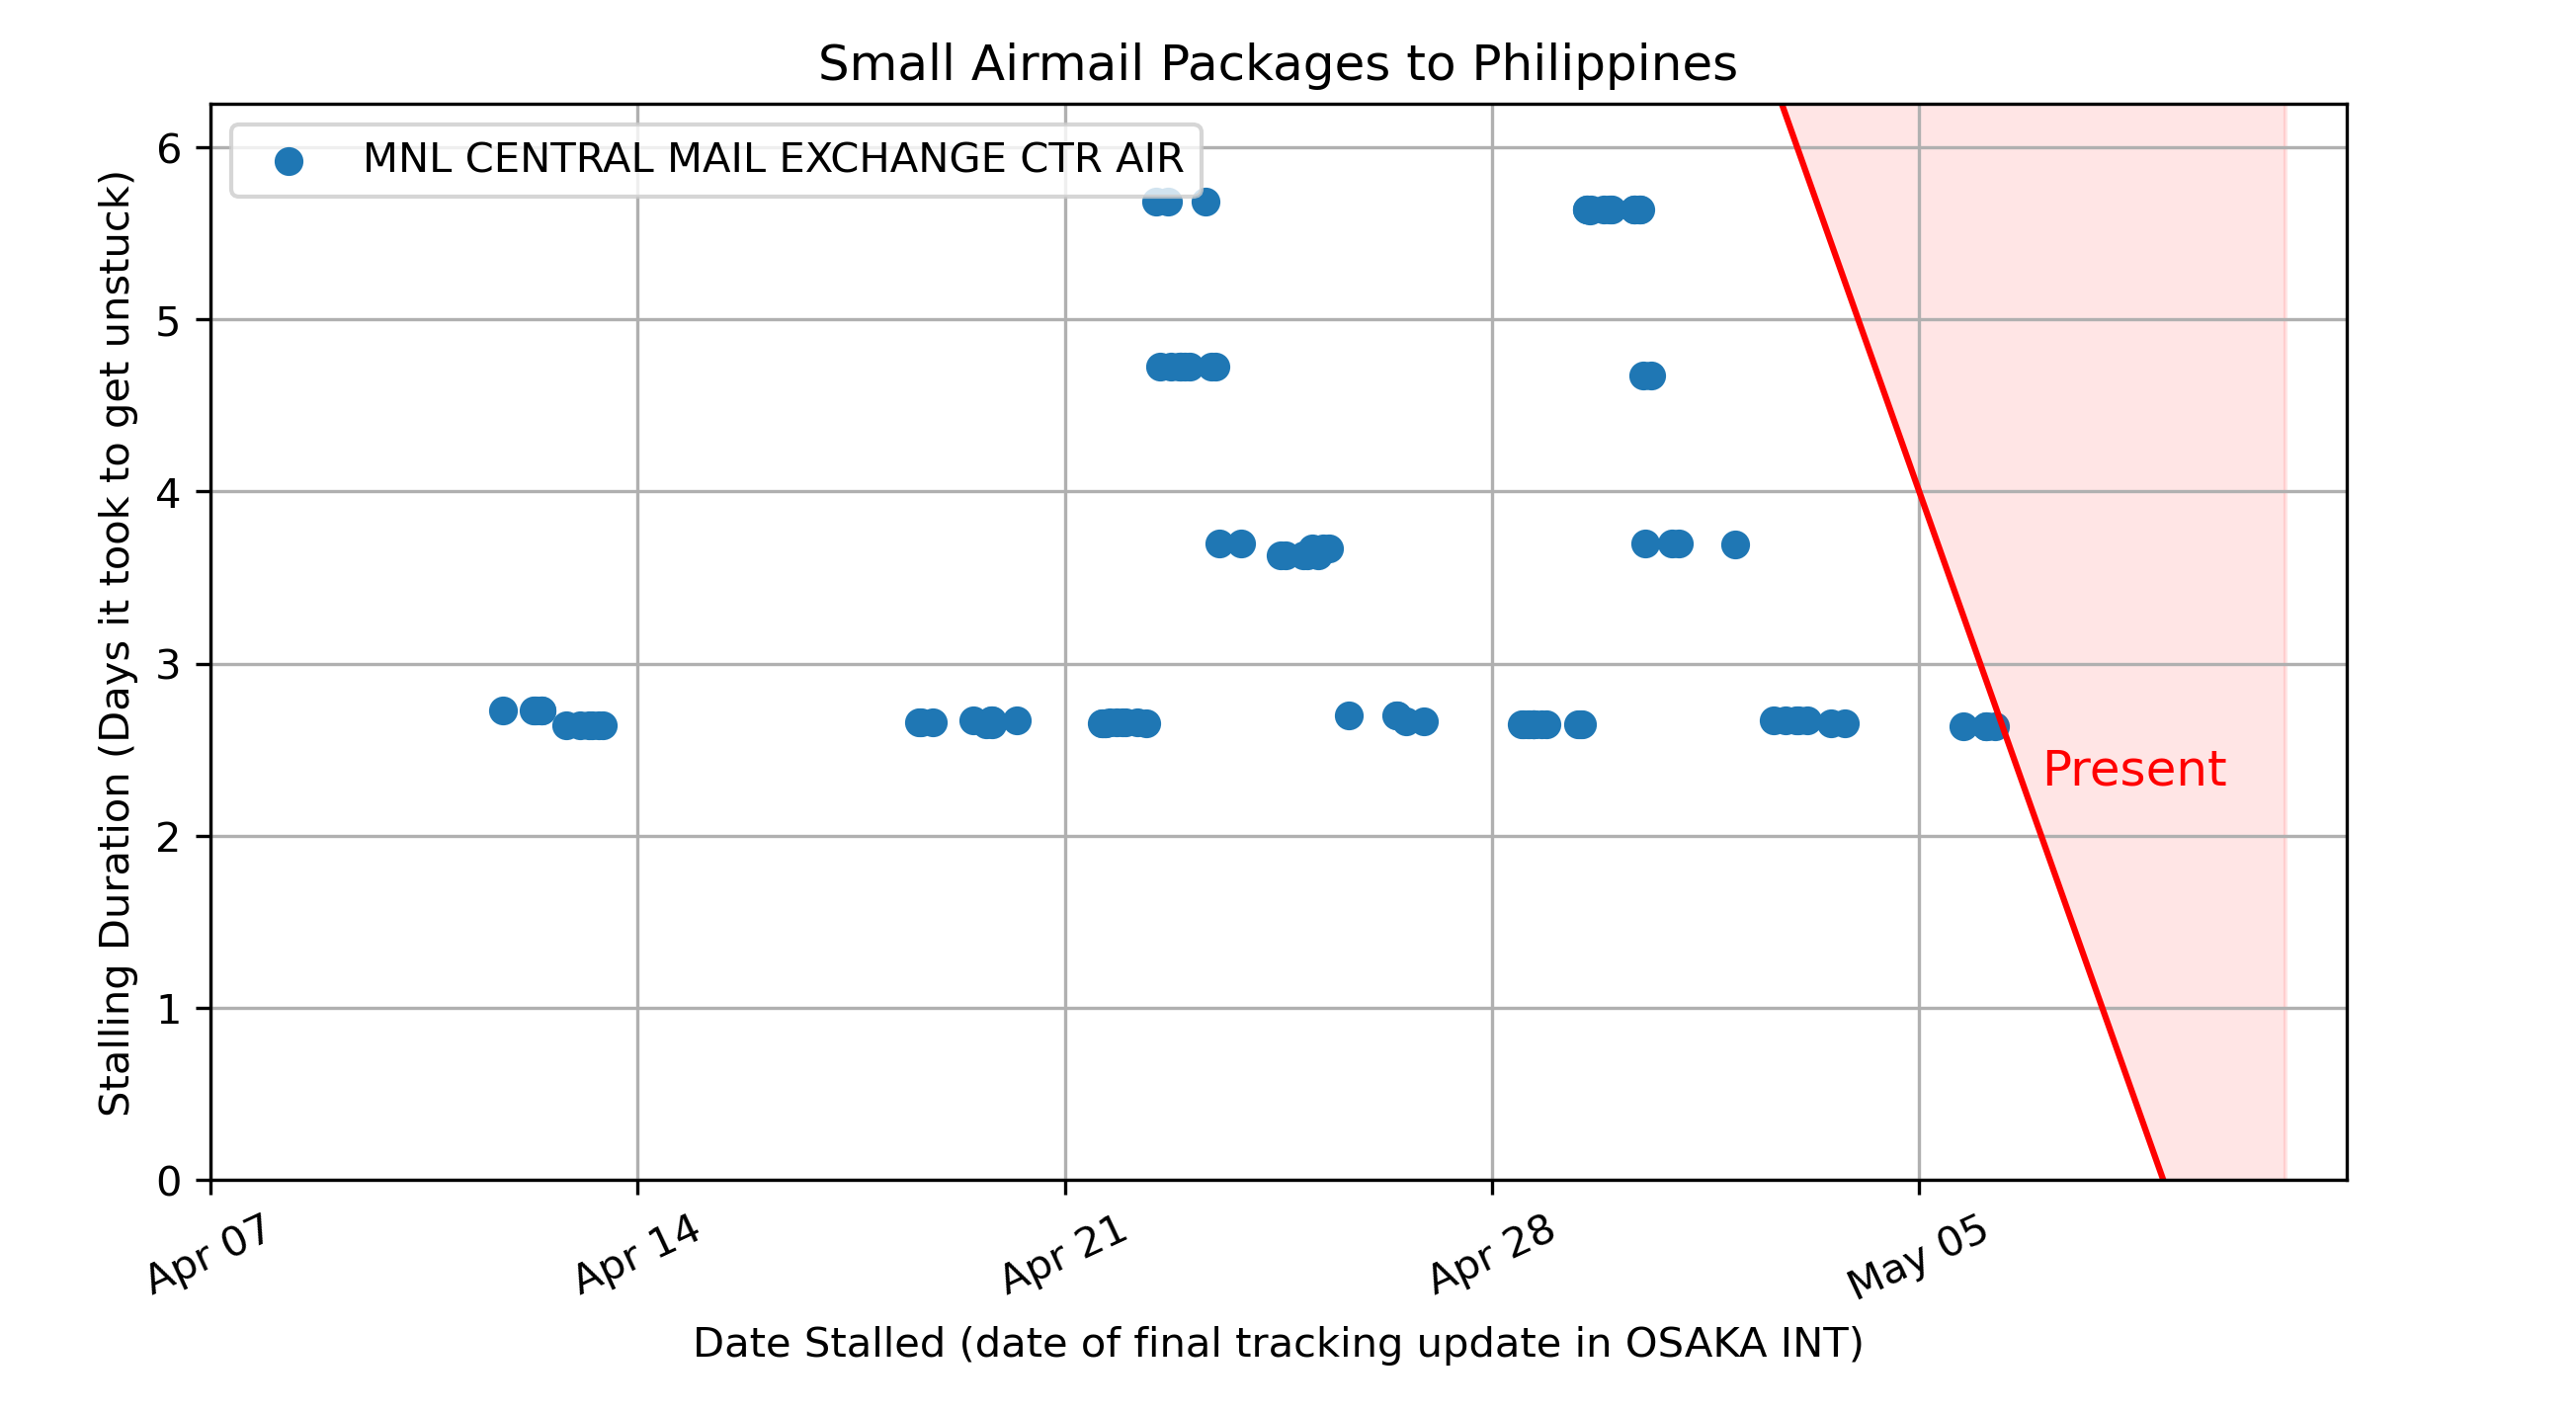 Small Airmail Packages to Philippines
MNL CENTRAL MAIL EXCHANGE CTR AIR
Stalling Duration (Days it took to get unstuck)
6
5
4
3
2
1
0
Present
Apr 07
Apr 14
Apr 21
Apr 28
May 05
Date Stalled (date of final tracking update in OSAKA INT)